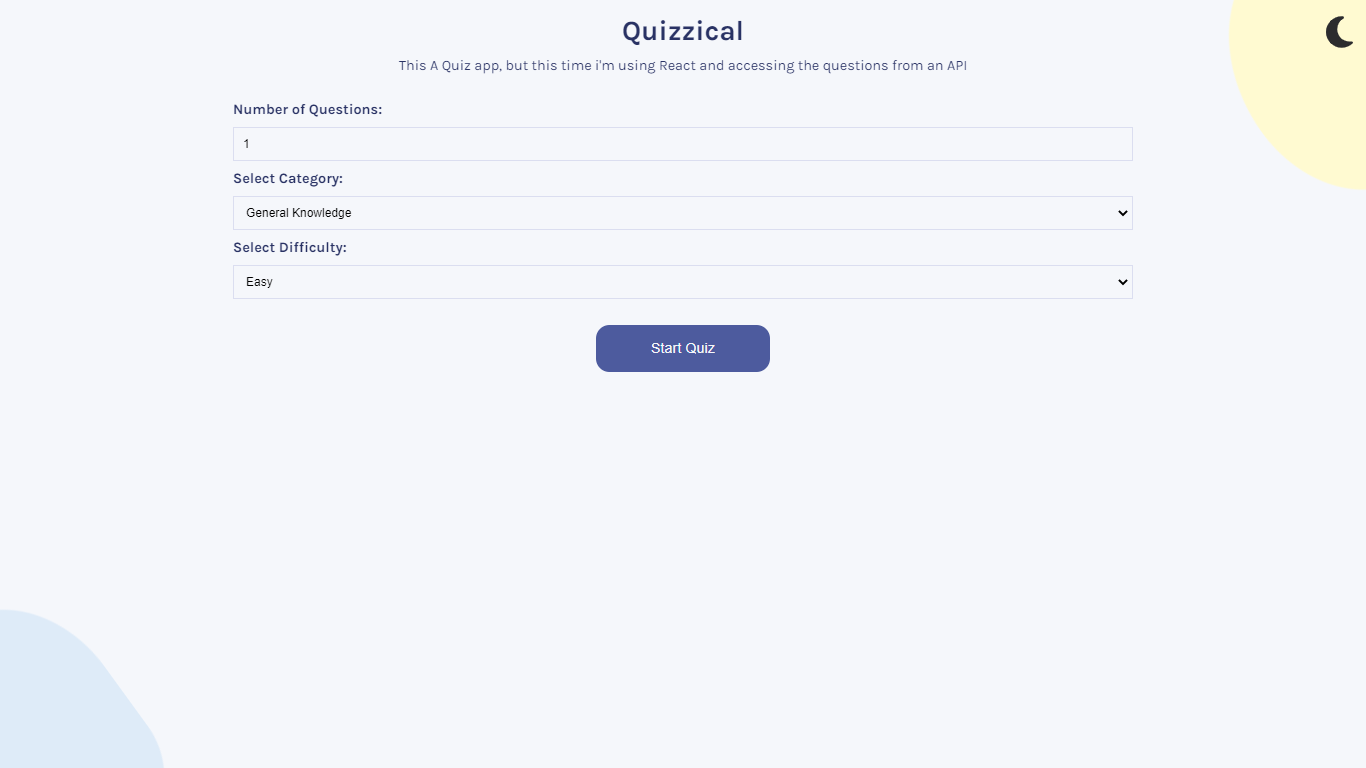 Quizzical
This A Quiz app, but this time i'm using React and accessing the questions from an API
Number of Questions:
1
Select Category:
General Knowledge
Select Difficulty:
Easy
Start Quiz